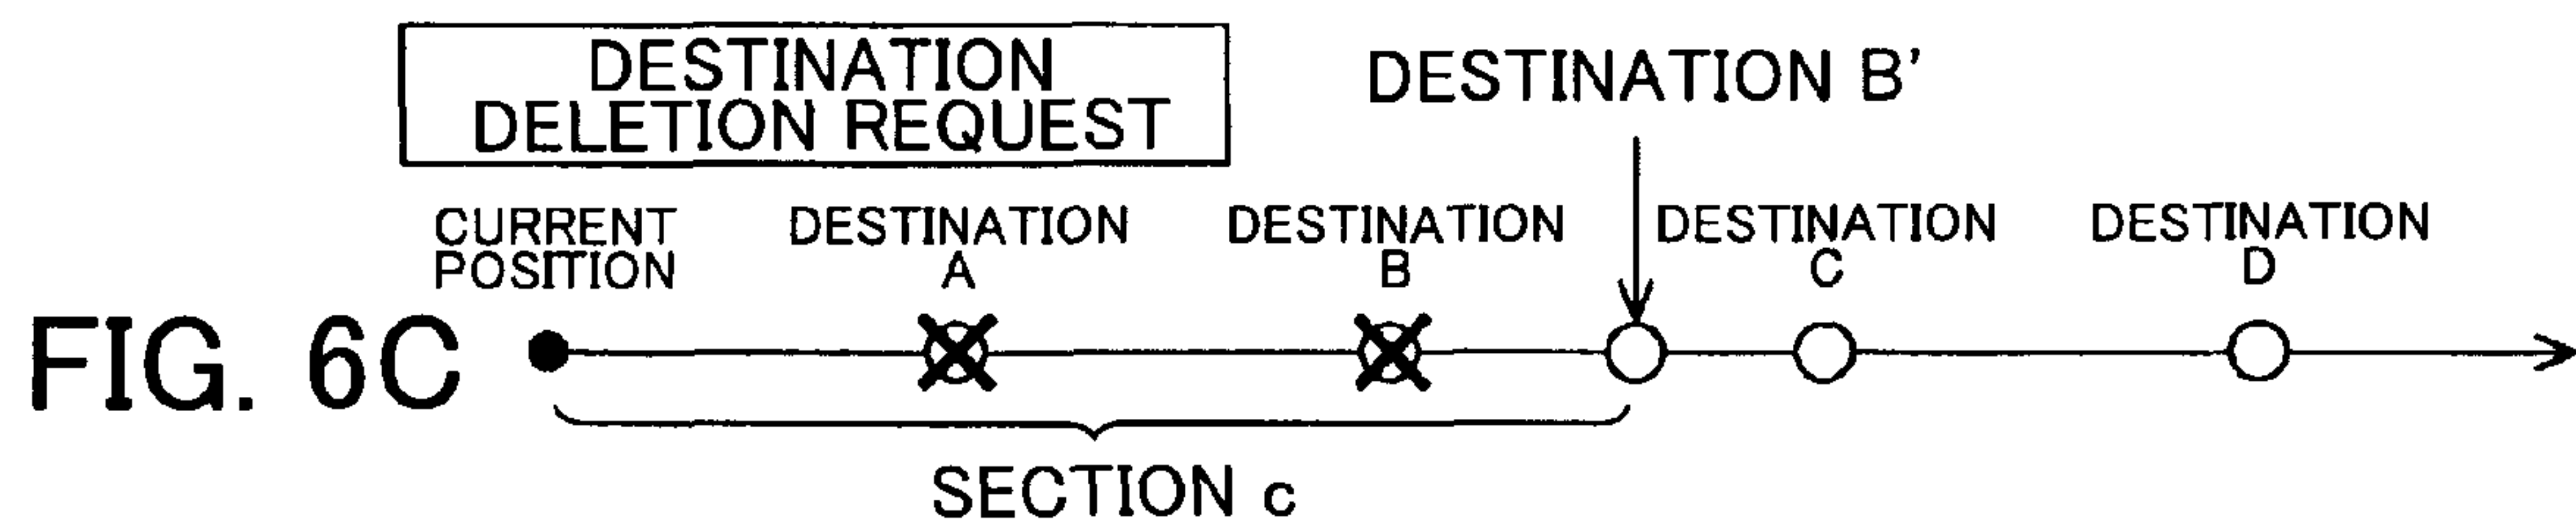 DESTINATION
DELETION REQUEST
DESTINATION B'
CURRENT
POSITION
DESTINATION
A
DESTINATION
B
DESTINATION
C
DESTINATION
D
FIG. 6C
SECTION c